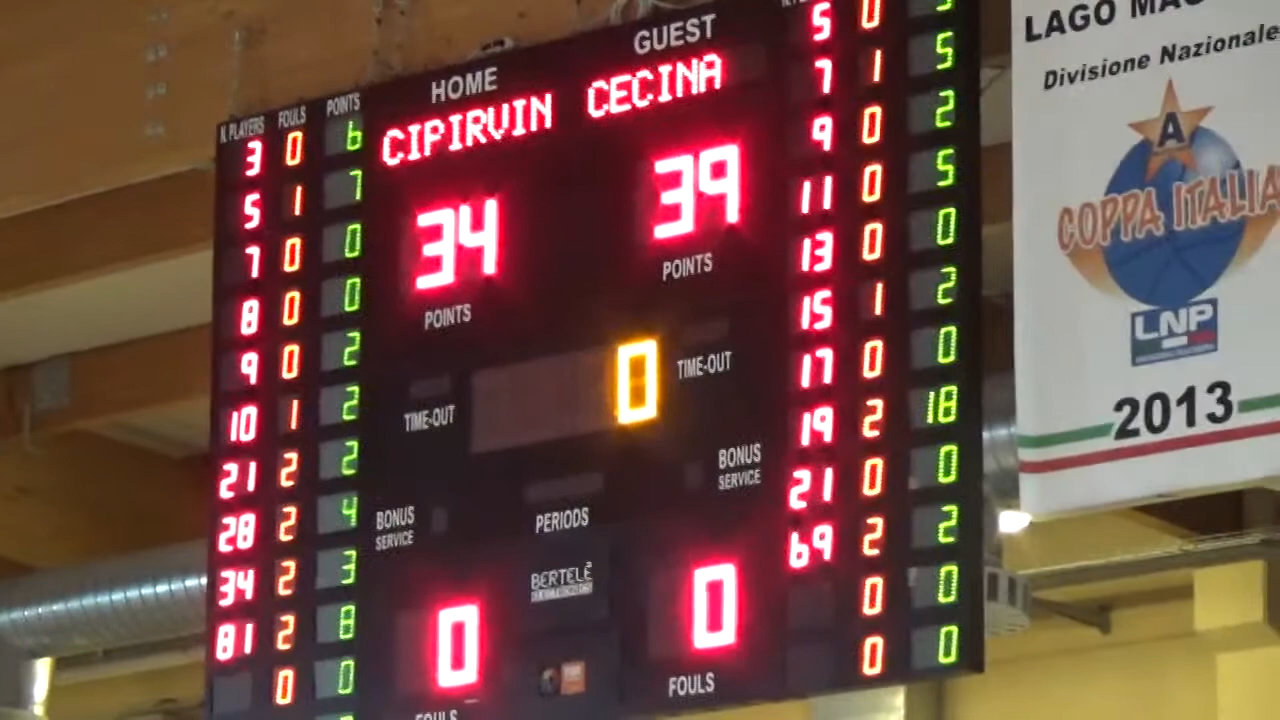 HOME
GUEST
CIPIRVIN
CECINA
34
39
POINTS
POINTS
0
TIME-OUT
TIME-OUT
BONUS
SERVICE
BONUS
SERVICE
PERIODS
BERTELÈ
0
0
FOULS
FOULS
N. PLAYERS FOULS POINTS
3 0 6
5 1 7
7 0 0
8 0 0
9 0 2
10 1 2
21 2 2
28 2 4
34 2 3
81 2 8
0 0
5 0
7 1 5
9 0 2
11 0 5
13 0 0
15 1 2
17 0 0
19 2 18
21 0 0
69 2 2
0 0
0 0
LAGO
Divisione Nazionale
A
COPPA ITALIA
LNP
2013